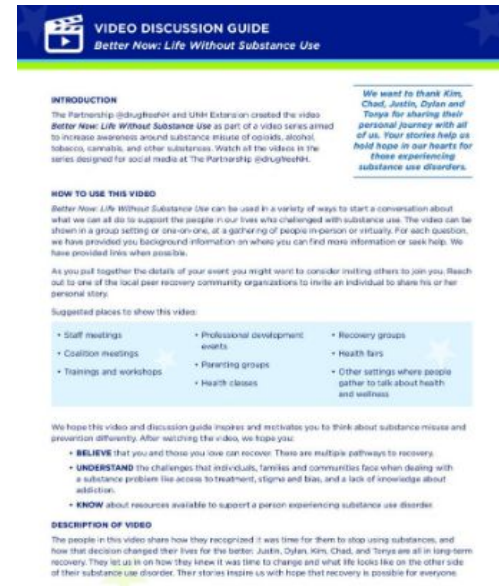 VIDEO DISCUSSION GUIDE
Better Now: Life Without Substance Use
INTRODUCTION
The Partnership @drugfreeNH and UNH Extension created the video
Better Now: Life Without Substance Use as part of a video series aimed
to increase awareness around substance misuse of opioids, alcohol,
tobacco, cannabis, and other substances. Watch all the videos in the
series designed for social media at The Partnership @drugfreeNH.
We want to thank Kim,
Chad, Justin, Dylan and
Tonya for sharing their
personal journey with all
of us. Your stories help us
hold hope in our hearts for
those experiencing
substance use disorders.
HOW TO USE THIS VIDEO
Better Now: Life Without Substance Use can be used in a variety of ways to start a conversation about
what we can all do to support the people in our lives who challenged with substance use. The video can be
shown in a group setting or one-on-one, at a gathering of people in-person or virtually. For each question,
we have provided you background information on where you can find more information or seek help. We
have provided links when possible.
As you pull together the details of your event you might want to consider inviting others to join you. Reach
out to one of the local peer recovery community organizations to invite an individual to share his or her
personal story.
Suggested places to show this video:
• Staff meetings
• Coalition meetings
• Trainings and workshops
• Professional development
events
• Parenting groups
• Health classes
• Recovery groups
• Health fairs
• Other settings where people
gather to talk about health
and wellness
We hope this video and discussion guide inspires and motivates you to think about substance misuse and
prevention differently. After watching the video, we hope you:
• BELIEVE that you and those you love can recover. There are multiple pathways to recovery.
• UNDERSTAND the challenges that individuals, families and communities face when dealing with
a substance problem like access to treatment, stigma and bias, and a lack of knowledge about
addiction.
• KNOW about resources available to support a person experiencing substance use disorder.
DESCRIPTION OF VIDEO
The people in this video share how they recognized it was time for them to stop using substances, and
how that decision changed their lives for the better. Justin, Dylan, Kim, Chad, and Tonya are all in long-term
recovery. They let us in on how they knew it was time to change and what life looks like on the other side
of their substance use disorder. Their stories inspire us with hope that recovery is possible for everyone.